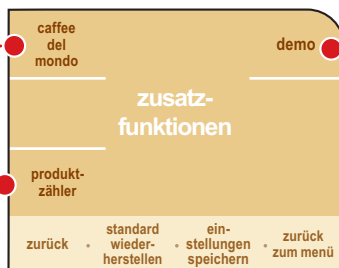 caffee
del
mondo
demo
zusatz-
funktionen
produkt-
zähler
zurück
standard
wieder-
herstellen
ein-
stellungen
speichern
zurück
zum menü